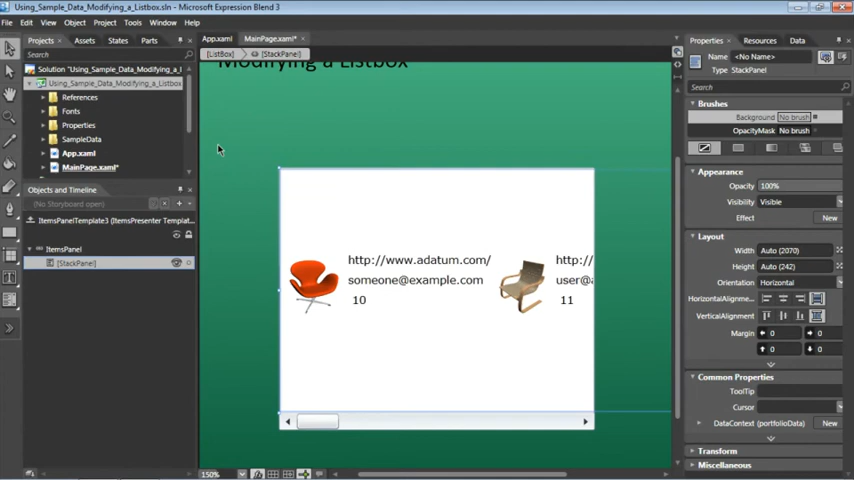 Using_Sample_Data_Modifying_a_Listbox.sln - Microsoft Expression Blend 3
File Edit View Object Project Tools Window Help
Projects Assets States Parts
Search
Solution "Using_Sample_Data_Modifying_a_l
Using_Sample_Data_Modifying_a_Listbox
References
Fonts
Properties
SampleData
App.xaml
MainPage.xaml*
Objects and Timeline
(No Storyboard open)
ItemsPanelTemplate3 (ItemsPresenter Templat...
ItemsPanel
[StackPanel]
App.xaml MainPage.xaml*
[ListBox] [StackPanel]
Modifying a Listbox
http://www.adatum.com/
someone@example.com
10
http://
user@a
11
150%
Properties Resources Data
Name <No Name>
Type StackPanel
Search
Brushes
Background No brush
OpacityMask No brush
Appearance
Opacity 100%
Visibility Visible
Effect New
Layout
Width Auto (2070)
Height Auto (242)
Orientation Horizontal
HorizontalAlignme...
VerticalAlignment
Margin 0 0
0 0
Common Properties
ToolTip
Cursor
DataContext (portfolioData) New
Transform
Miscellaneous